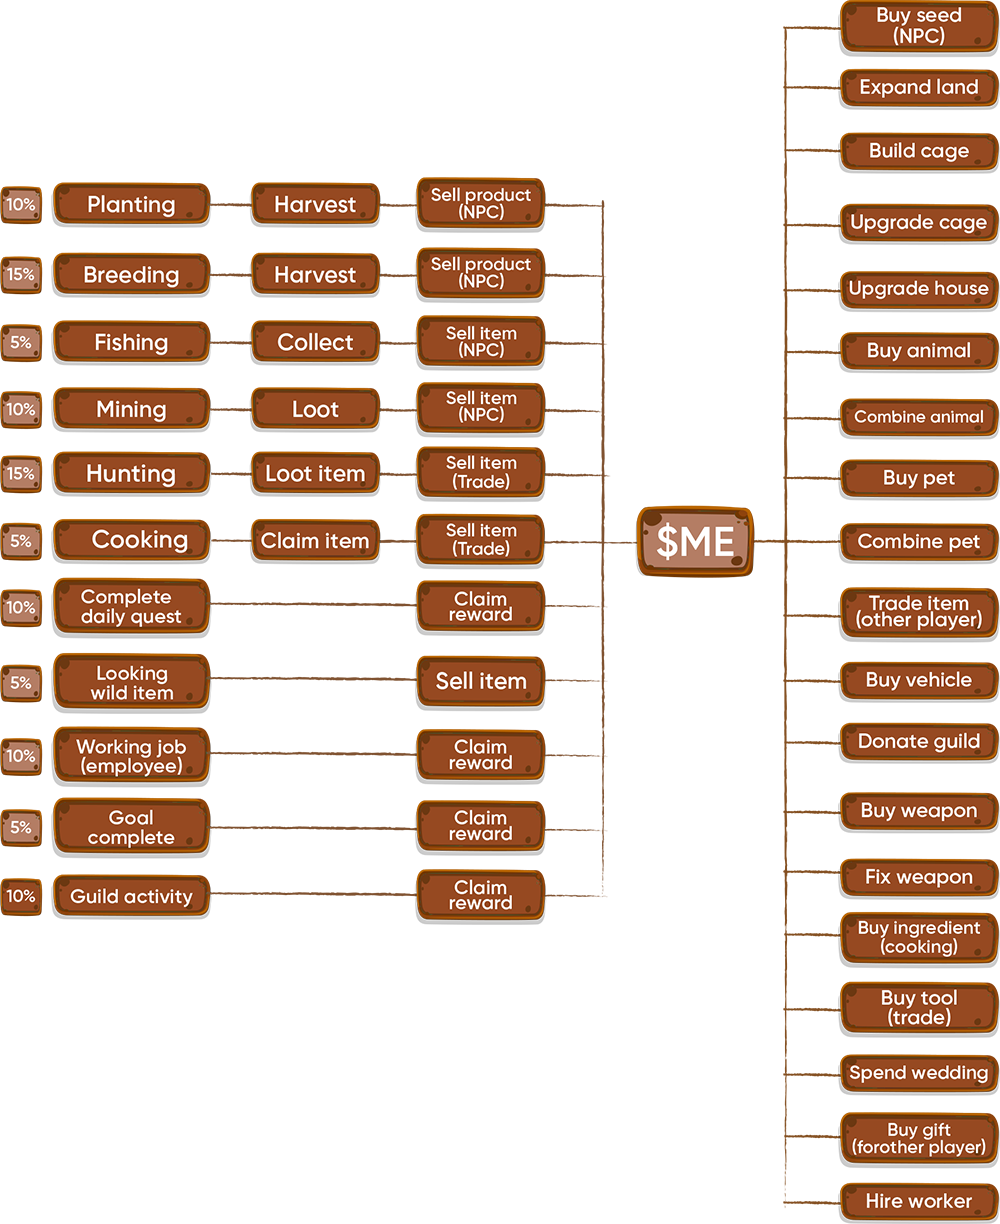 10%
Planting
Harvest
Sell product
(NPC)
15%
Breeding
Harvest
Sell product
(NPC)
5%
Fishing
Collect
Sell item
(NPC)
10%
Mining
Loot
Sell item
(NPC)
15%
Hunting
Loot item
Sell item
(Trade)
5%
Cooking
Claim item
Sell item
(Trade)
10%
Complete
daily quest
Claim
reward
5%
Looking
wild item
Sell item
10%
Working job
(employee)
Claim
reward
5%
Goal
complete
Claim
reward
10%
Guild activity
Claim
reward
$ME
Buy seed
(NPC)
Expand land
Build cage
Upgrade cage
Upgrade house
Buy animal
Combine animal
Buy pet
Combine pet
Trade item
(other player)
Buy vehicle
Donate guild
Buy weapon
Fix weapon
Buy ingredient
(cooking)
Buy tool
(trade)
Spend wedding
Buy gift
(forother player)
Hire worker